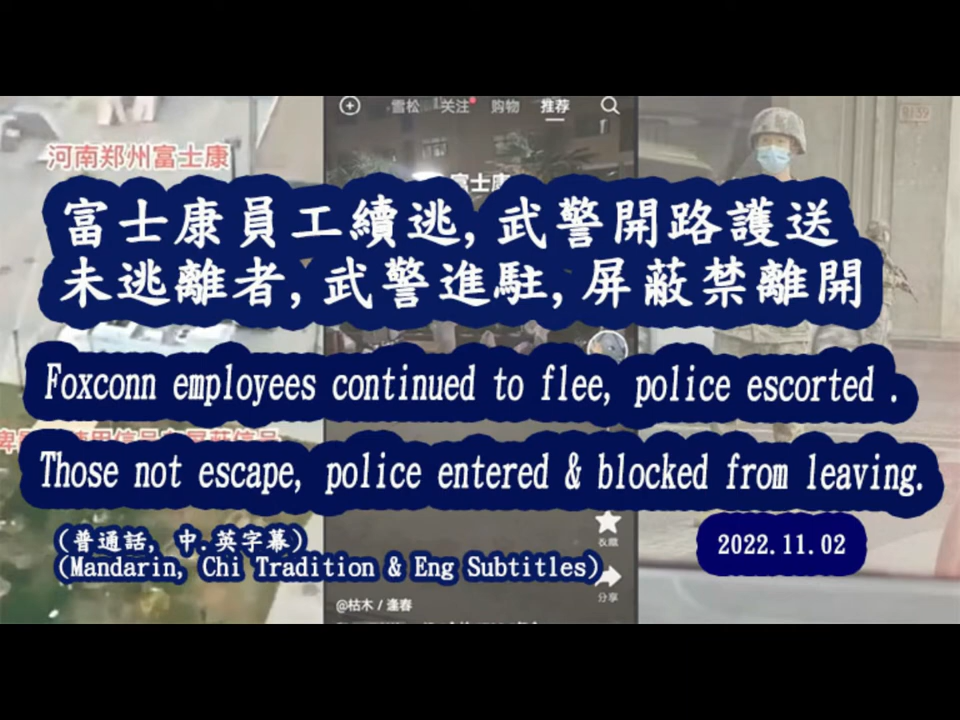 雪松 关注 购物 推荐
河南郑州富士康
富士康
富士康員工續逃,武警開路護送
未逃離者,武警進駐,屏蔽禁離開
Foxconn employees continued to flee, police escorted .
Those not escape, police entered & blocked from leaving.
(普通話, 中.英字幕)
(Mandarin, Chi Tradition & Eng Subtitles)
2022.11.02
收藏
分享
@枯木/逢春